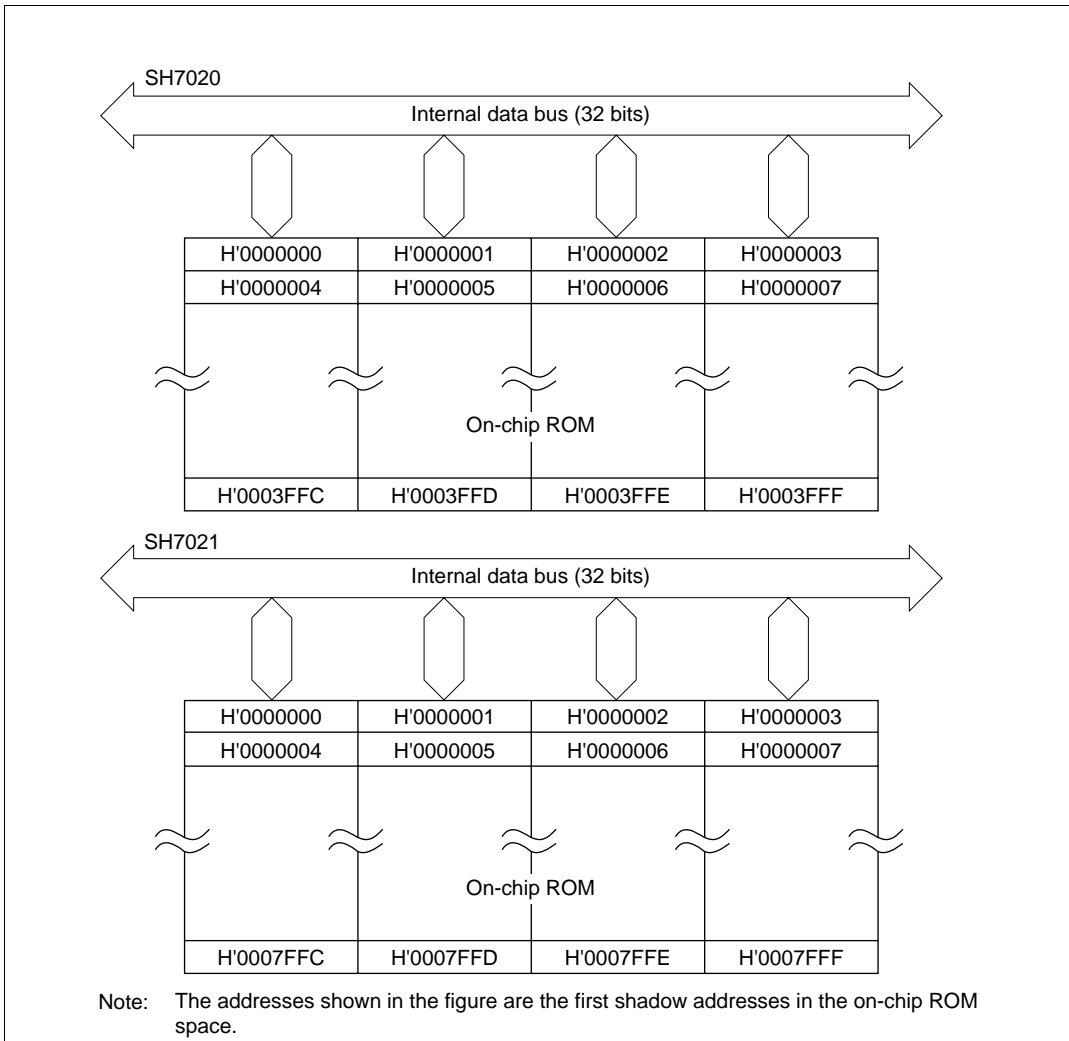 SH7020
Internal data bus (32 bits)
H'0000000 H'0000001 H'0000002 H'0000003
H'0000004 H'0000005 H'0000006 H'0000007
On-chip ROM
H'0003FFC H'0003FFD H'0003FFE H'0003FFF
SH7021
Internal data bus (32 bits)
H'0000000 H'0000001 H'0000002 H'0000003
H'0000004 H'0000005 H'0000006 H'0000007
On-chip ROM
H'0007FFC H'0007FFD H'0007FFE H'0007FFF
Note: The addresses shown in the figure are the first shadow addresses in the on-chip ROM
space.